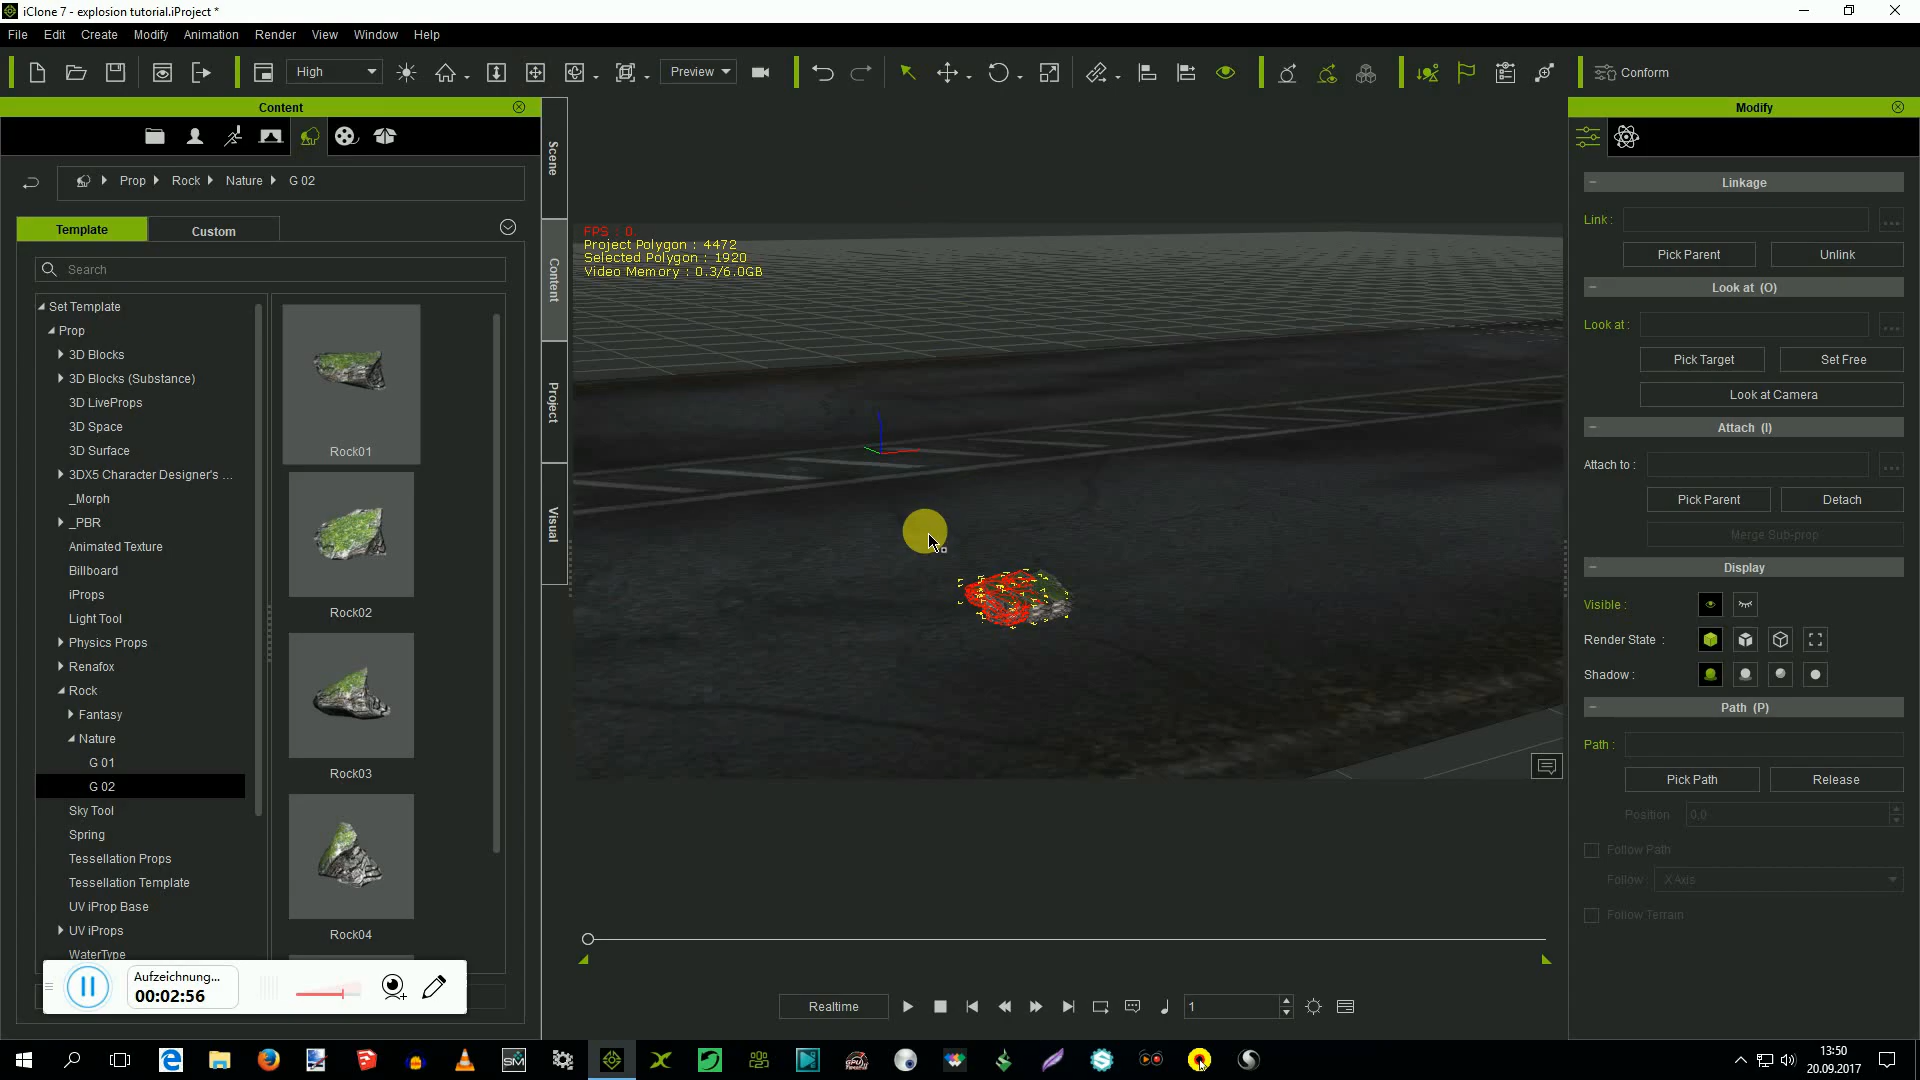 iClone 7 - explosion tutorial.iProject *
File Edit Create Modify Animation Render View Window Help
High
Preview
Conform
Content
Modify
Prop Rock Nature G 02
Template
Custom
Search
Set Template
Prop
3D Blocks
3D Blocks (Substance)
3D LiveProps
3D Space
3D Surface
3DX5 Character Designer's ...
_Morph
_PBR
Animated Texture
Billboard
iProps
Light Tool
Physics Props
Renafox
Rock
Fantasy
Nature
G 01
G 02
Sky Tool
Spring
Tessellation Props
Tessellation Template
UV iProp Base
UV iProps
WaterType
Rock01
Rock02
Rock03
Rock04
Scene
Content
Project
Visual
FPS : 0
Project Polygon : 4472
Selected Polygon : 1920
Video Memory : 0.3/6.0GB
Linkage
Link :
...
Pick Parent
Unlink
Look at (O)
Look at :
...
Pick Target
Set Free
Look at Camera
Attach (I)
Attach to :
...
Pick Parent
Detach
Merge Sub-prop
Display
Visible :
Render State :
Shadow :
Path (P)
Path :
Pick Path
Release
Position 0,0
Follow Path
Follow : X Axis
Follow Terrain
Aufzeichnung...
00:02:56
Realtime
1
SM
13:50
20.09.2017